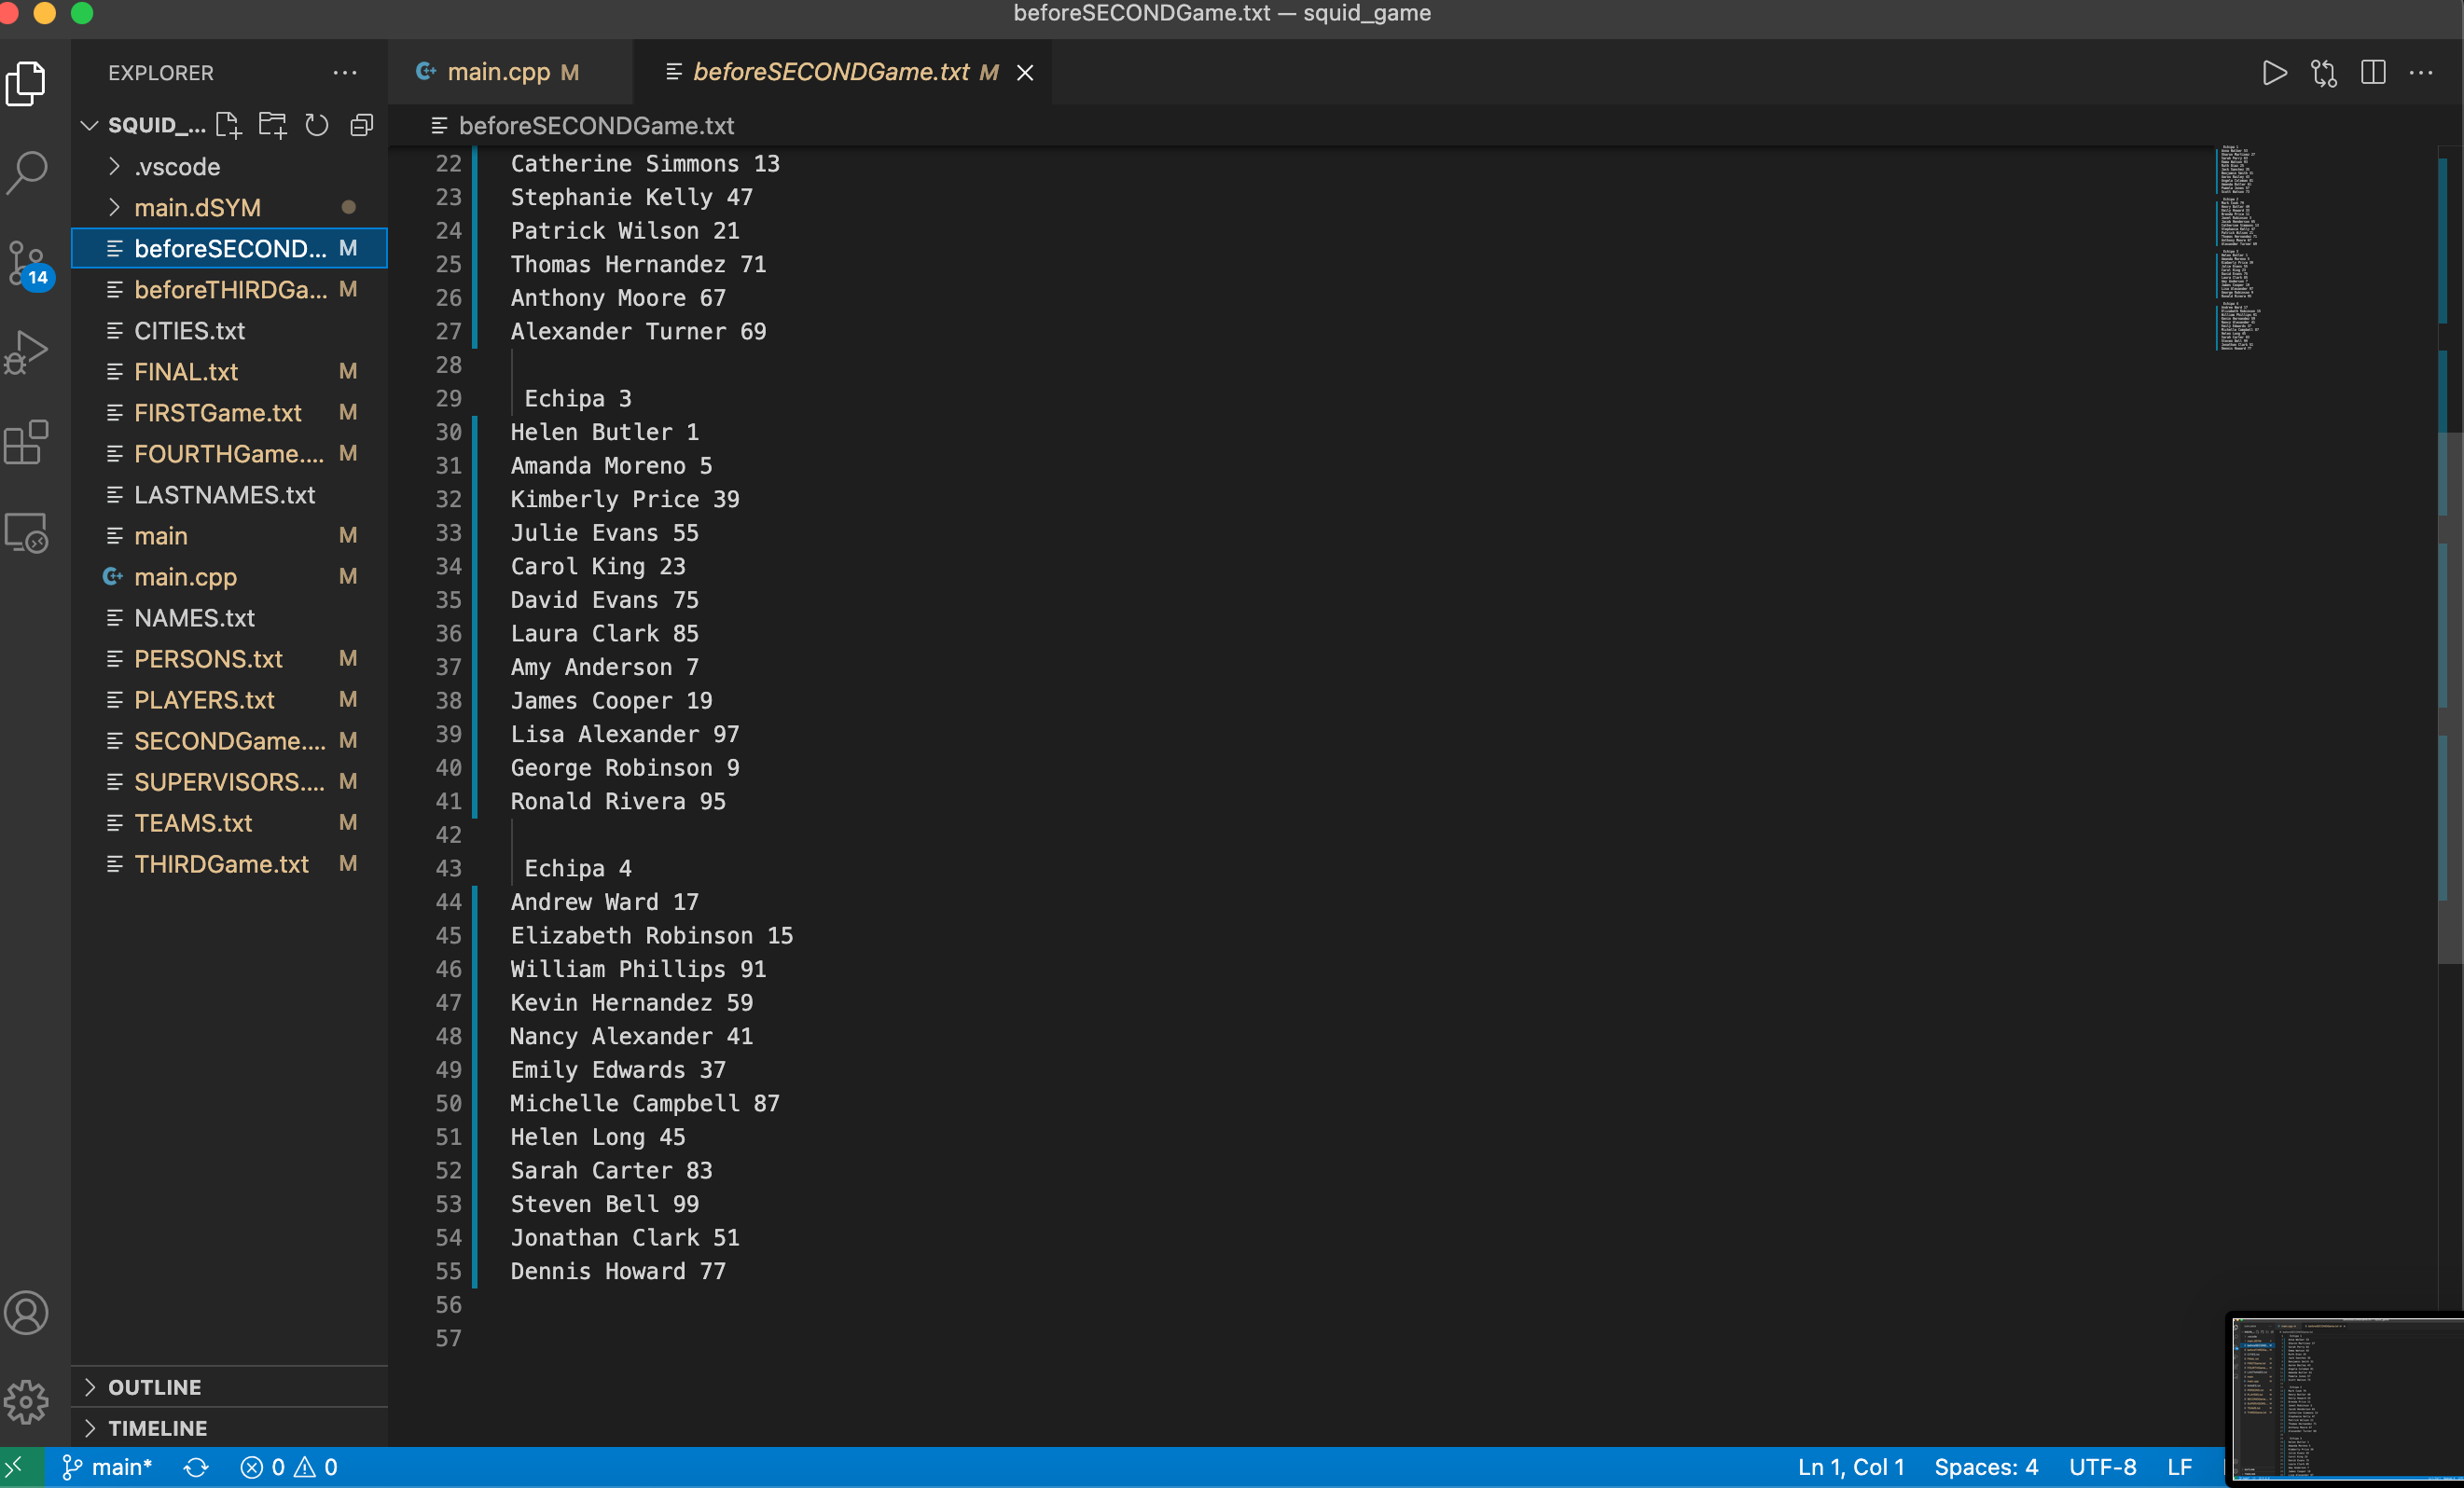 beforeSECONDGame.txt — squid_game
EXPLORER
main.cpp M
beforeSECONDGame.txt M
SQUID_...
beforeSECONDGame.txt
.vscode
main.dSYM
beforeSECOND... M
beforeTHIRDGa... M
CITIES.txt
FINAL.txt M
FIRSTGame.txt M
FOURTHGame.... M
LASTNAMES.txt
main M
main.cpp M
NAMES.txt
PERSONS.txt M
PLAYERS.txt M
SECONDGame.... M
SUPERVISORS.... M
TEAMS.txt M
THIRDGame.txt M
14
OUTLINE
TIMELINE
22 Catherine Simmons 13
23 Stephanie Kelly 47
24 Patrick Wilson 21
25 Thomas Hernandez 71
26 Anthony Moore 67
27 Alexander Turner 69
28
29 Echipa 3
30 Helen Butler 1
31 Amanda Moreno 5
32 Kimberly Price 39
33 Julie Evans 55
34 Carol King 23
35 David Evans 75
36 Laura Clark 85
37 Amy Anderson 7
38 James Cooper 19
39 Lisa Alexander 97
40 George Robinson 9
41 Ronald Rivera 95
42
43 Echipa 4
44 Andrew Ward 17
45 Elizabeth Robinson 15
46 William Phillips 91
47 Kevin Hernandez 59
48 Nancy Alexander 41
49 Emily Edwards 37
50 Michelle Campbell 87
51 Helen Long 45
52 Sarah Carter 83
53 Steven Bell 99
54 Jonathan Clark 51
55 Dennis Howard 77
56
57
main* 0 0 Ln 1, Col 1 Spaces: 4 UTF-8 LF